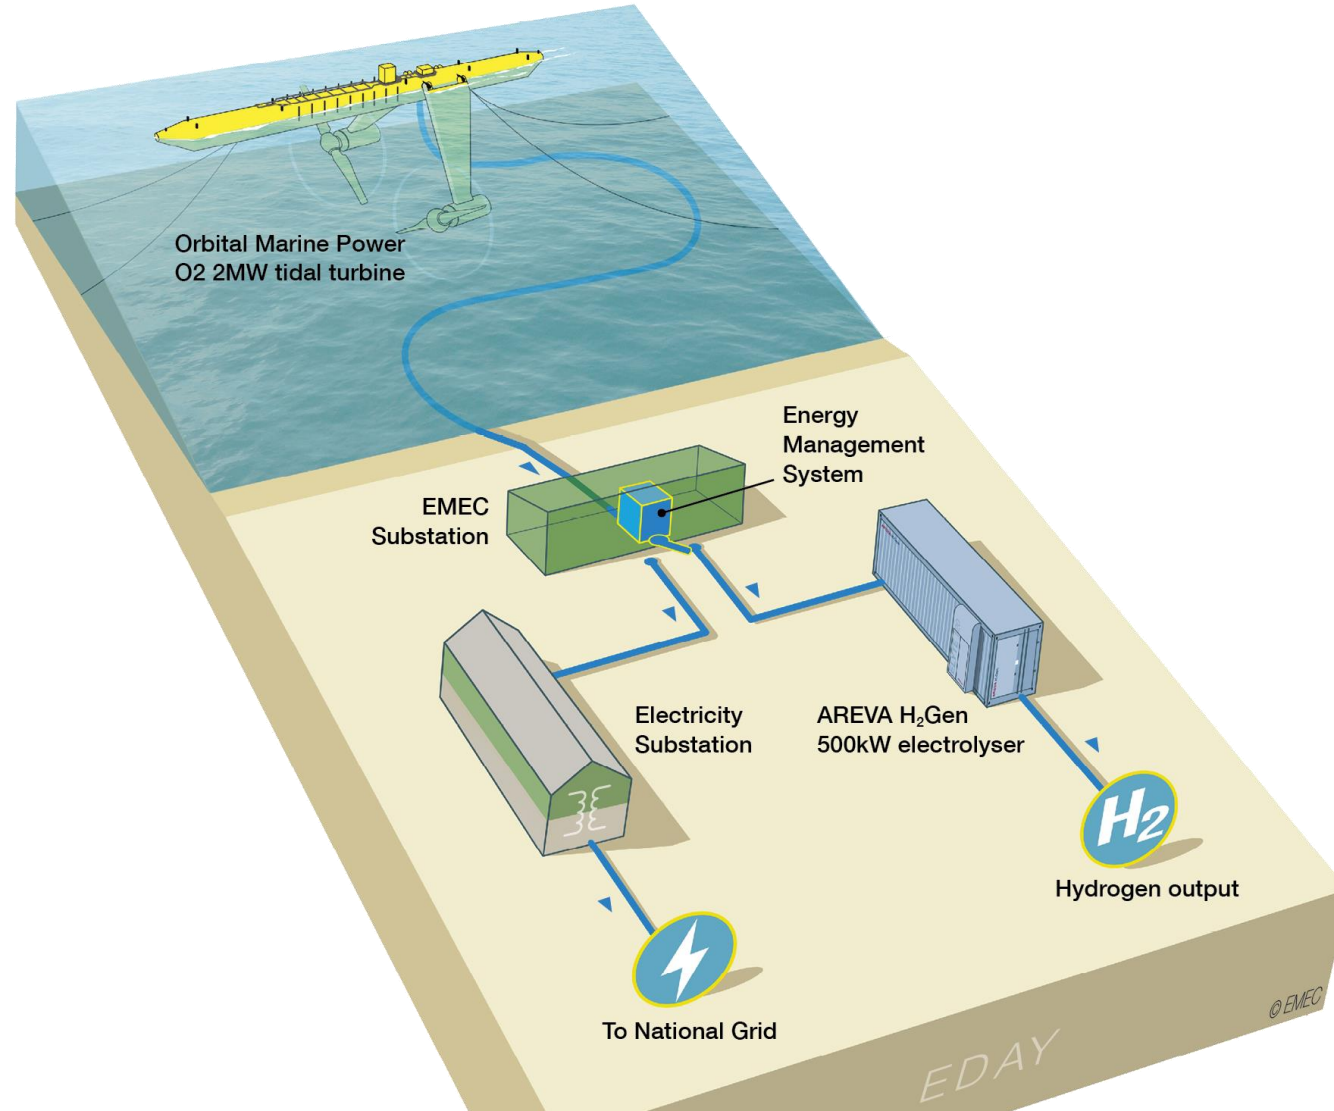 Orbital Marine Power
O2 2MW tidal turbine
Energy
Management
System
EMEC
Substation
Electricity
Substation
AREVA H₂Gen
500kW electrolyser
H₂
Hydrogen output
To National Grid
© EMEC
EDAY